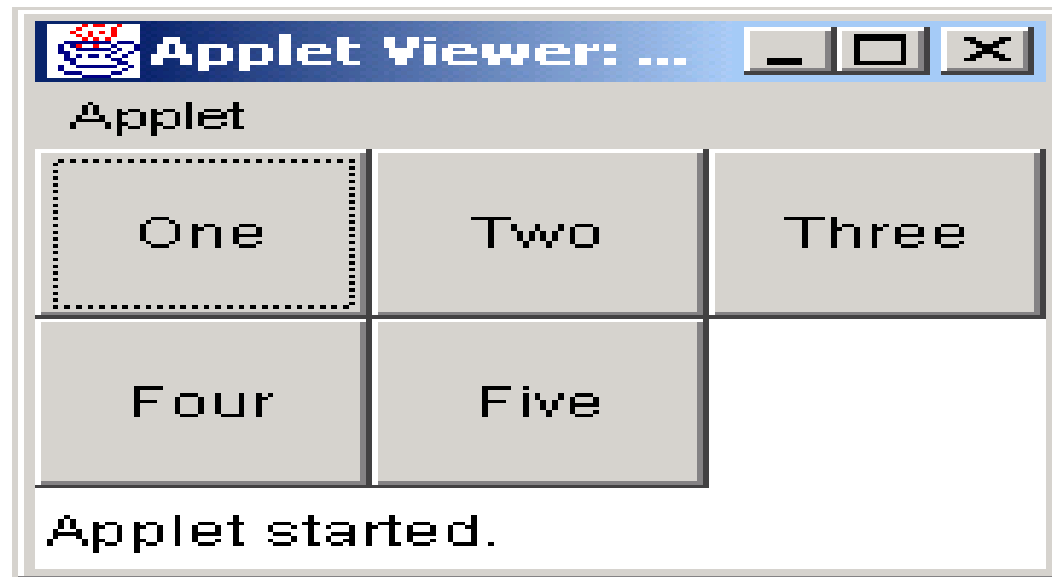 Applet Viewer: ...
Applet
One Two Three
Four Five
Applet started.